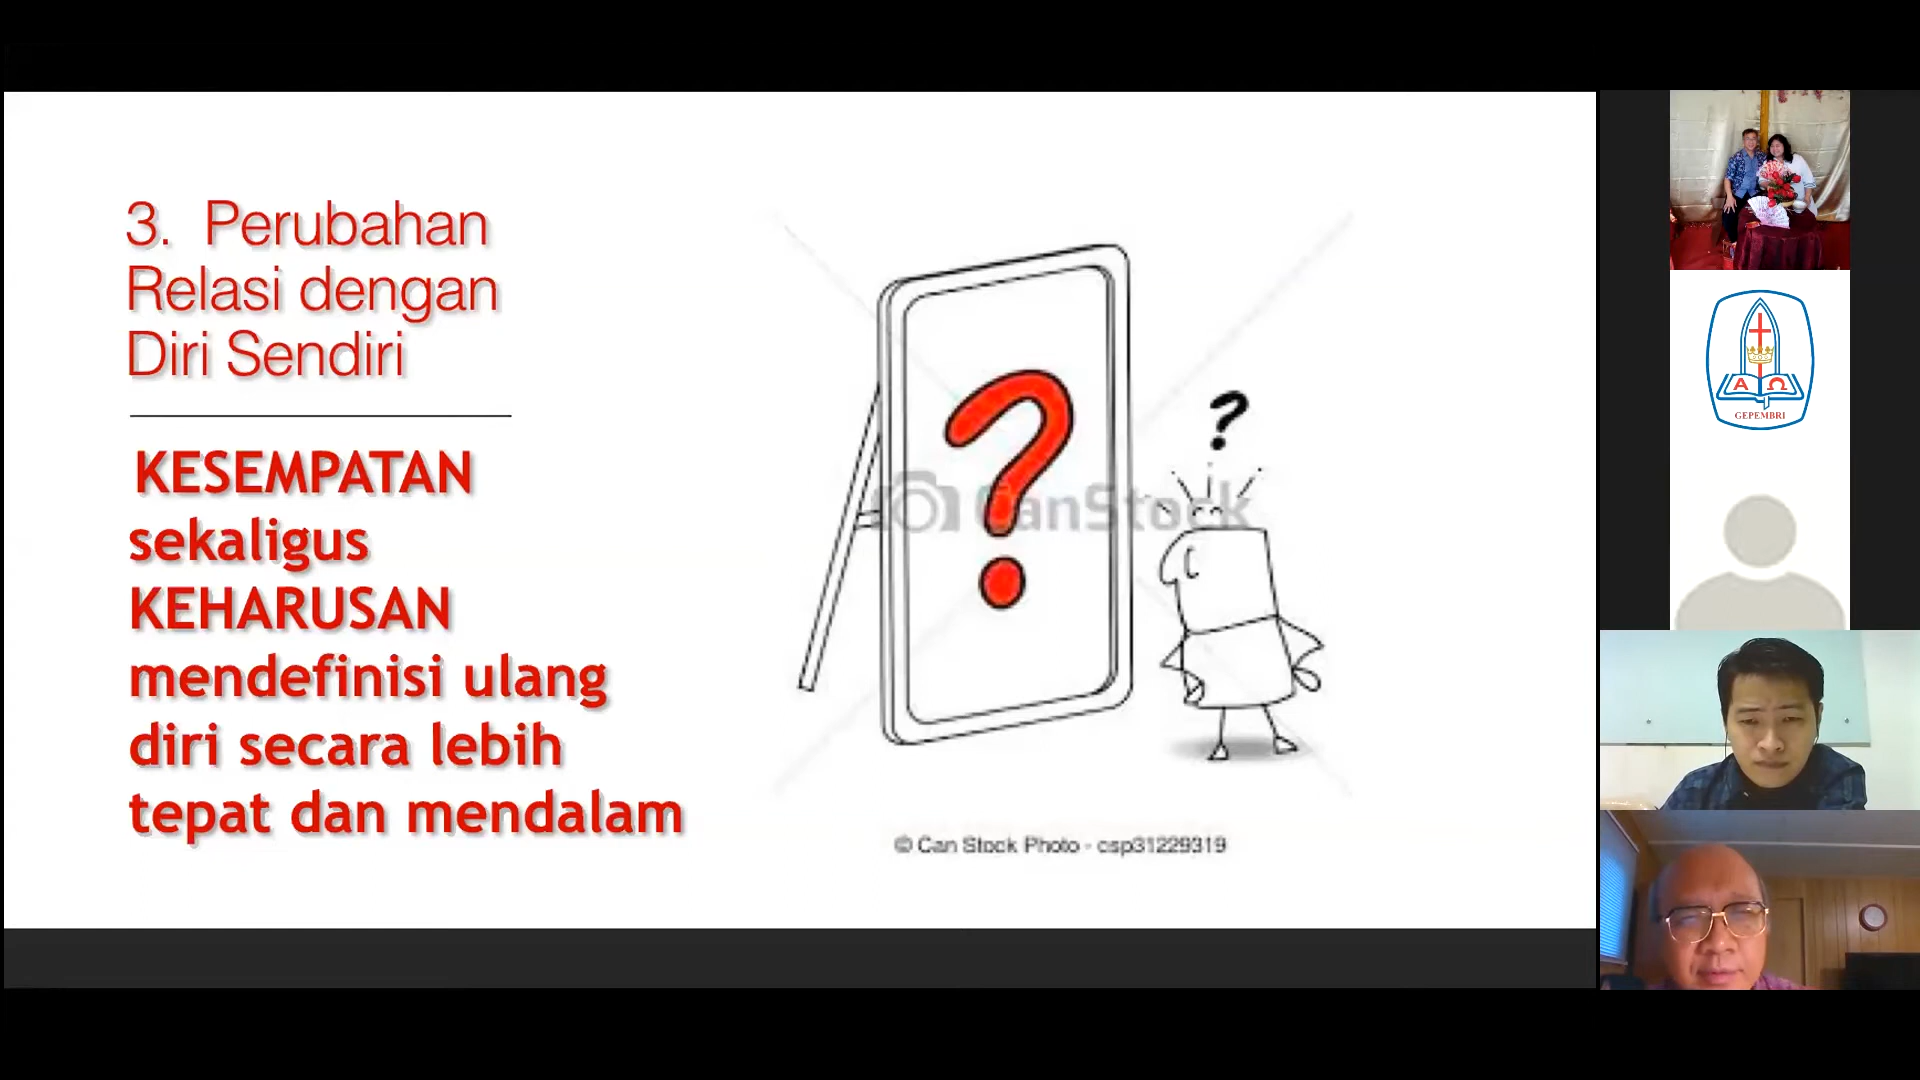 3. Perubahan
Relasi dengan
Diri Sendiri
KESEMPATAN
sekaligus
KEHARUSAN
mendefinisi ulang
diri secara lebih
tepat dan mendalam
?
?
CanStock
© Can Stock Photo - csp31229319
Α Ω
GEPEMBRI